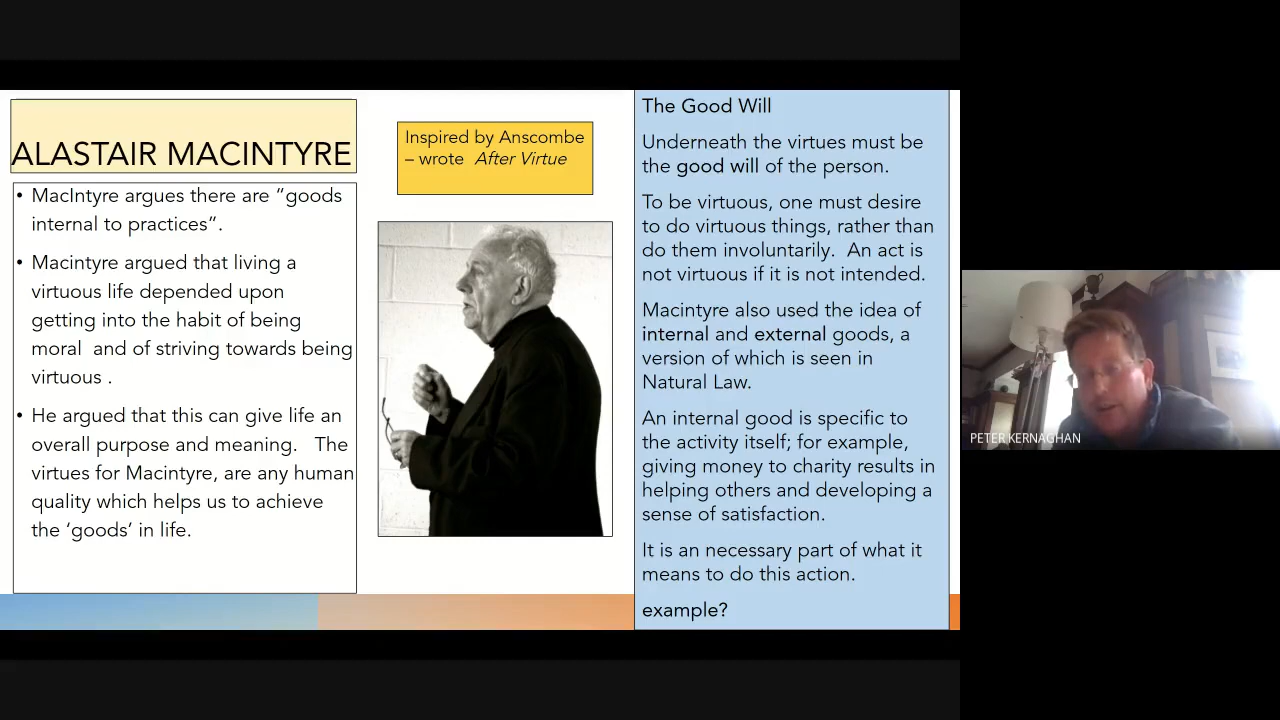 ALASTAIR MACINTYRE
• MacIntyre argues there are “goods
internal to practices”.
• Macintyre argued that living a
virtuous life depended upon
getting into the habit of being
moral and of striving towards being
virtuous .
• He argued that this can give life an
overall purpose and meaning. The
virtues for Macintyre, are any human
quality which helps us to achieve
the ‘goods’ in life.
Inspired by Anscombe
– wrote After Virtue
The Good Will
Underneath the virtues must be
the good will of the person.
To be virtuous, one must desire
to do virtuous things, rather than
do them involuntarily. An act is
not virtuous if it is not intended.
Macintyre also used the idea of
internal and external goods, a
version of which is seen in
Natural Law.
An internal good is specific to
the activity itself; for example,
giving money to charity results in
helping others and developing a
sense of satisfaction.
It is an necessary part of what it
means to do this action.
example?
PETER KERNAGHAN